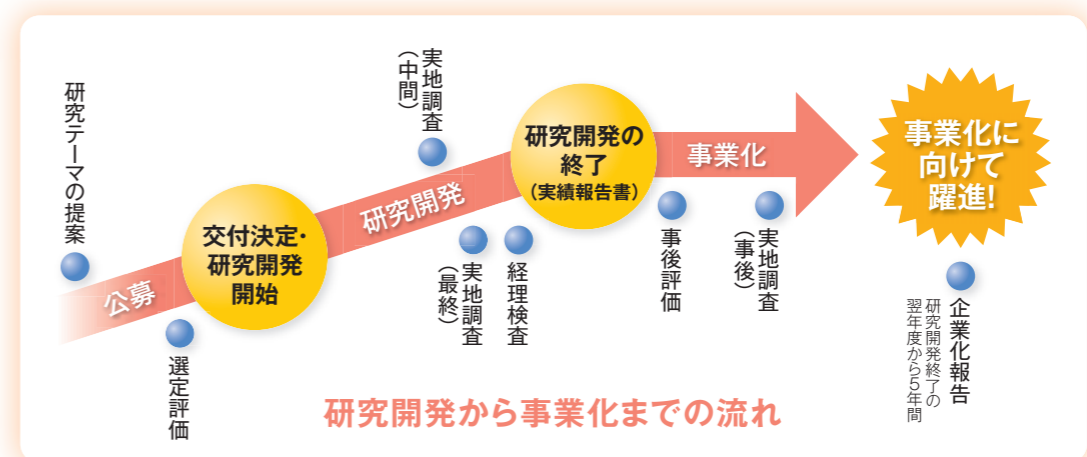 研究テーマの提案
公募
選定評価
交付決定・
研究開発
開始
研究開発
実地調査
（中間）
実地調査
（最終）
経理検査
研究開発の
終了
（実績報告書）
事業化
事後評価
実地調査
（事後）
事業化に
向けて
躍進!
企業化報告
研究開発終了の
翌年度から5年間
研究開発から事業化までの流れ